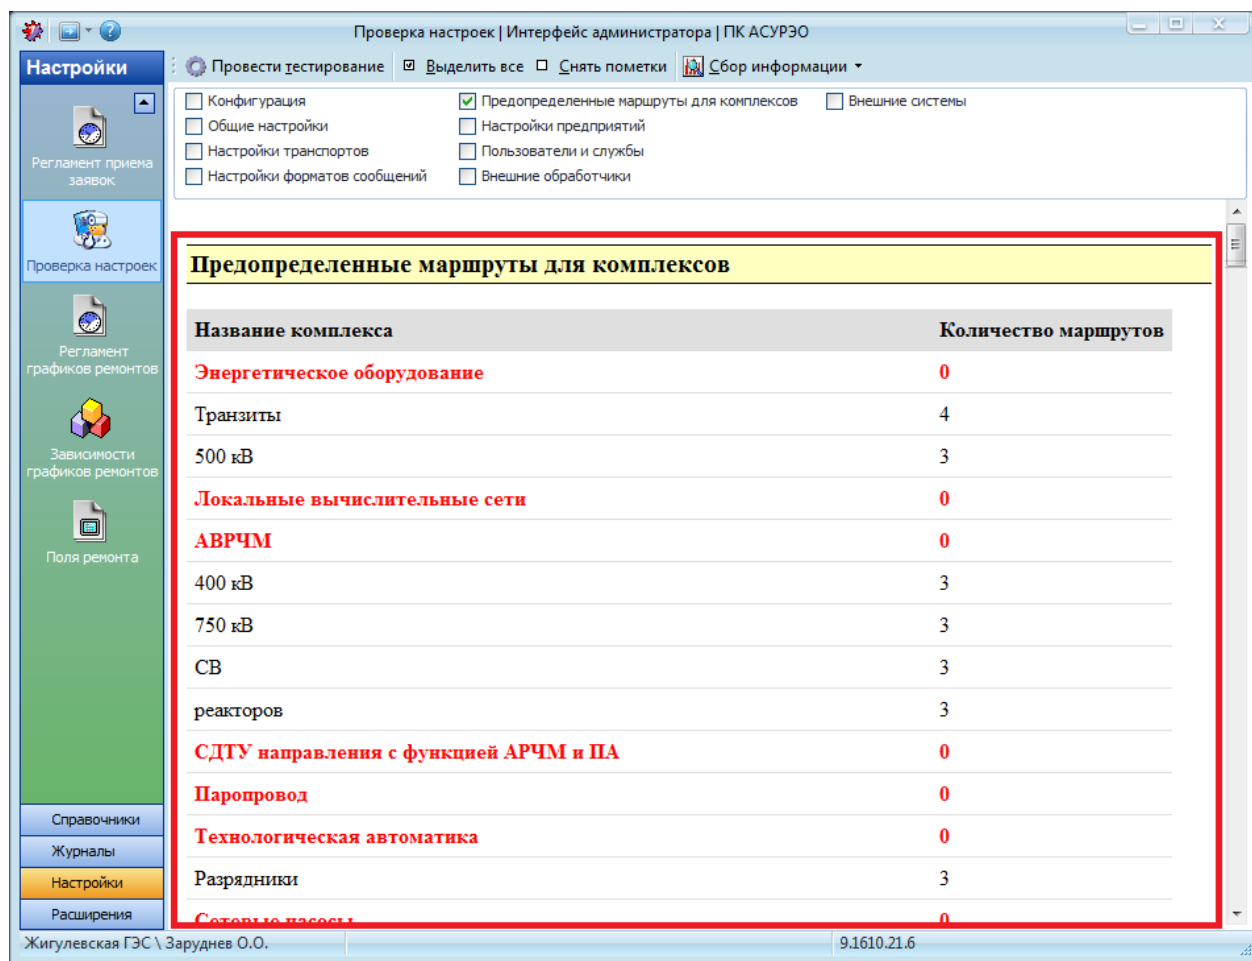 Проверка настроек | Интерфейс администратора | ПК АСУРЭО
Настройки
Провести тестирование Выделить все Снять пометки Сбор информации
Конфигурация Предопределенные маршруты для комплексов Внешние системы
Общие настройки Настройки предприятий
Настройки транспортов Пользователи и службы
Настройки форматов сообщений Внешние обработчики
Регламент приема
заявок
Проверка настроек
Регламент
графиков ремонтов
Зависимости
графиков ремонтов
Поля ремонта
Справочники
Журналы
Настройки
Расширения
Предопределенные маршруты для комплексов
Название комплекса Количество маршрутов
Энергетическое оборудование 0
Транзиты 4
500 кВ 3
Локальные вычислительные сети 0
АВРЧМ 0
400 кВ 3
750 кВ 3
СВ 3
реакторов 3
СДТУ направления с функцией АРЧМ и ПА 0
Паропровод 0
Технологическая автоматика 0
Разрядники 3
Сетевые насосы 0
Жигулевская ГЭС \ Заруднев О.О. 9.1610.21.6